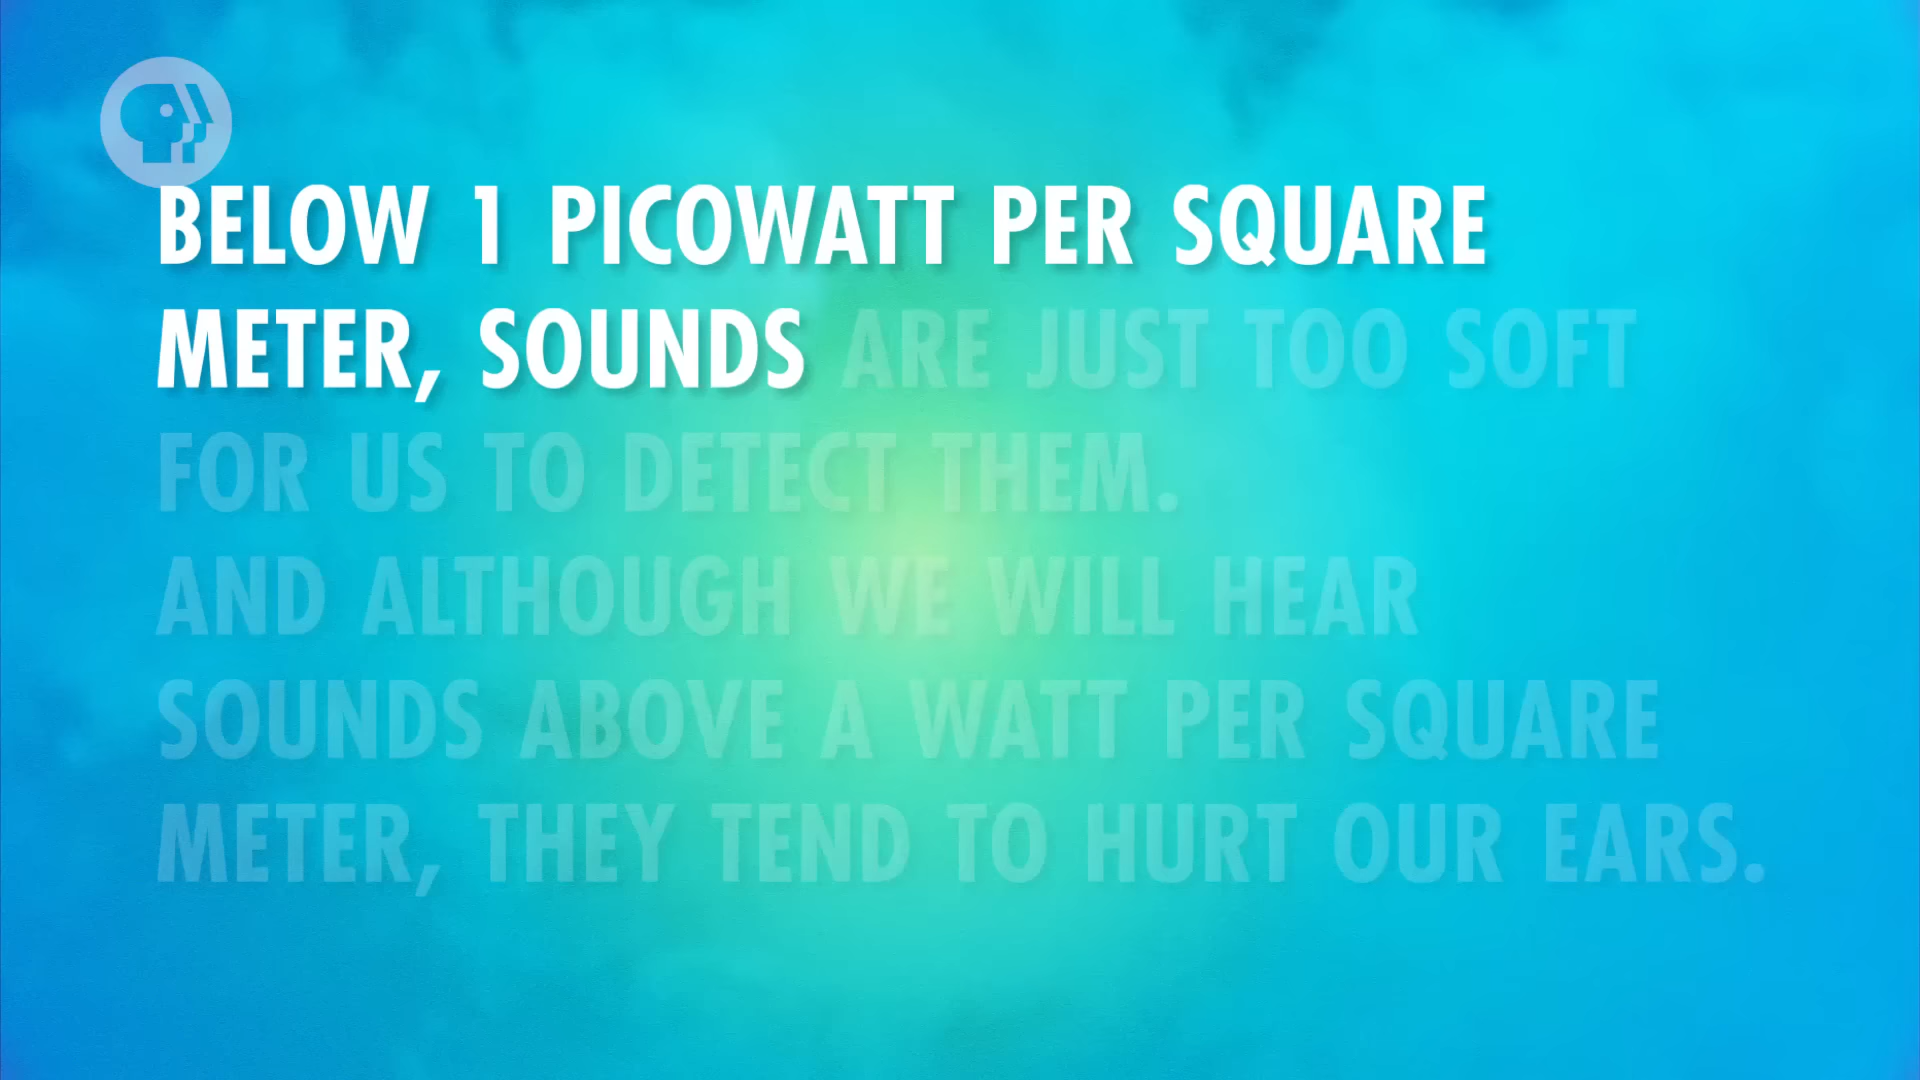 BELOW 1 PICOWATT PER SQUARE
METER, SOUNDS ARE JUST TOO SOFT
FOR US TO DETECT THEM.
AND ALTHOUGH WE WILL HEAR
SOUNDS ABOVE A WATT PER SQUARE
METER, THEY TEND TO HURT OUR EARS.